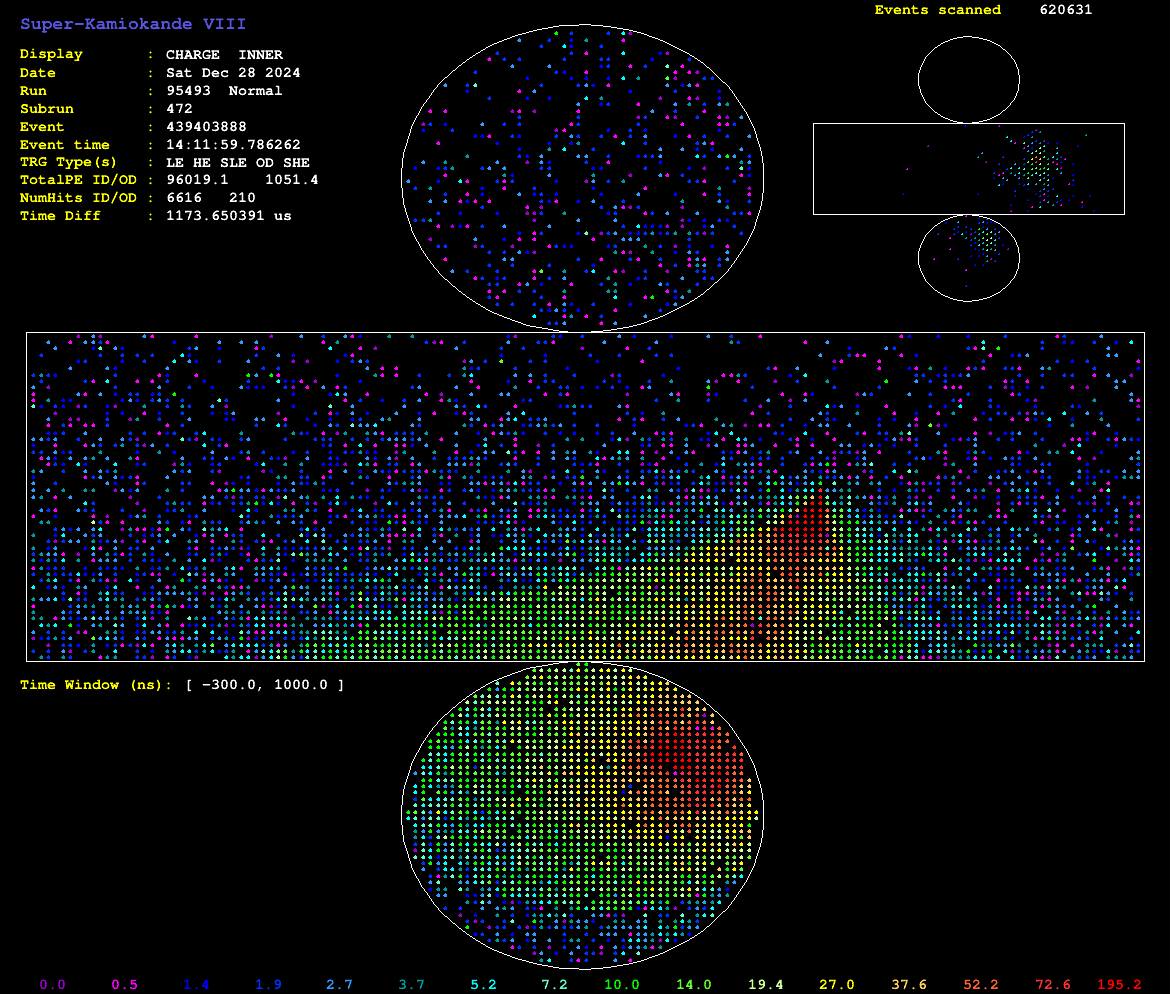 Super-Kamiokande VIII
Events scanned 620631
Display : CHARGE INNER
Date : Sat Dec 28 2024
Run : 95493 Normal
Subrun : 472
Event : 439403888
Event time : 14:11:59.786262
TRG Type(s) : LE HE SLE OD SHE
TotalPE ID/OD : 96019.1 1051.4
NumHits ID/OD : 6616 210
Time Diff : 1173.650391 us
Time Window (ns): [ −300.0, 1000.0 ]
0.0 0.5 1.4 1.9 2.7 3.7 5.2 7.2 10.0 14.0 19.4 27.0 37.6 52.2 72.6 195.2